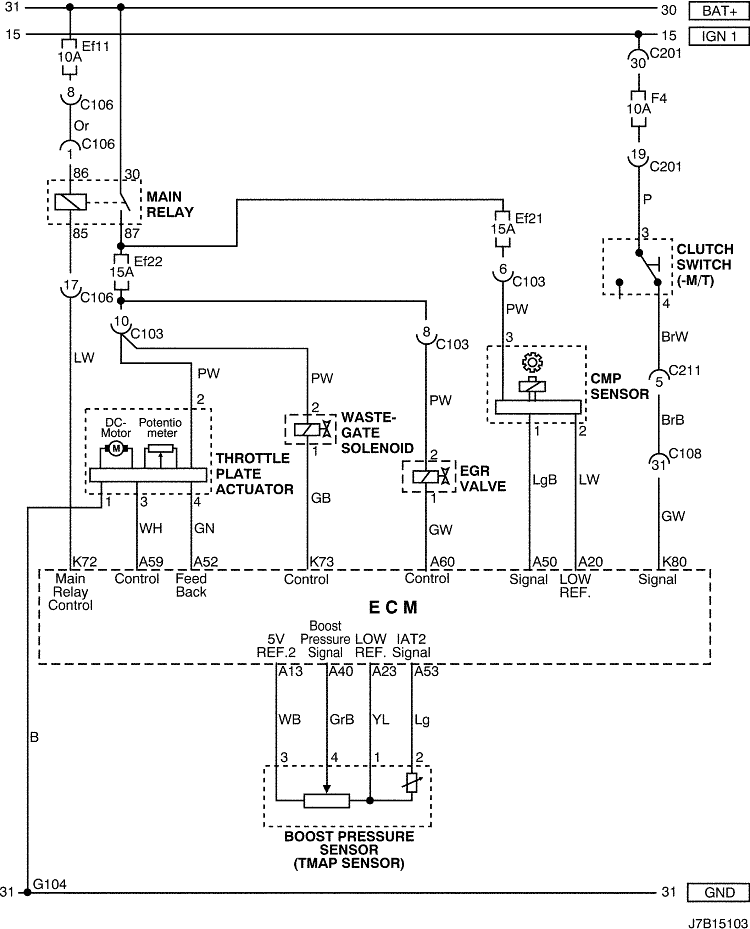 31
30
BAT+
15
15
IGN 1
Ef11
10A
8
C106
Or
C106
1
86
30
MAIN
RELAY
85
87
Ef22
15A
17
C106
10
C103
LW
PW
2
C201
30
F4
10A
19
C201
P
3
CLUTCH
SWITCH
(-M/T)
4
BrW
C211
5
BrB
C108
31
GW
Ef21
15A
6
C103
PW
3
CMP
SENSOR
1
2
LgB
LW
8
C103
PW
2
EGR
VALVE
1
GW
PW
2
WASTE-
GATE
SOLENOID
1
GB
DC-
Motor
M
Potentio
meter
THROTTLE
PLATE
ACTUATOR
1
3
4
WH
GN
K72
A59
A52
K73
A60
A50
A20
K80
Main
Relay
Control
Control
Feed
Back
Control
Control
Signal
LOW
REF.
Signal
ECM
5V
REF.2
Boost
Pressure
Signal
LOW
REF.
IAT2
Signal
A13
A40
A23
A53
WB
GrB
YL
Lg
3
4
1
2
BOOST PRESSURE
SENSOR
(TMAP SENSOR)
B
31
G104
31
GND
J7B15103